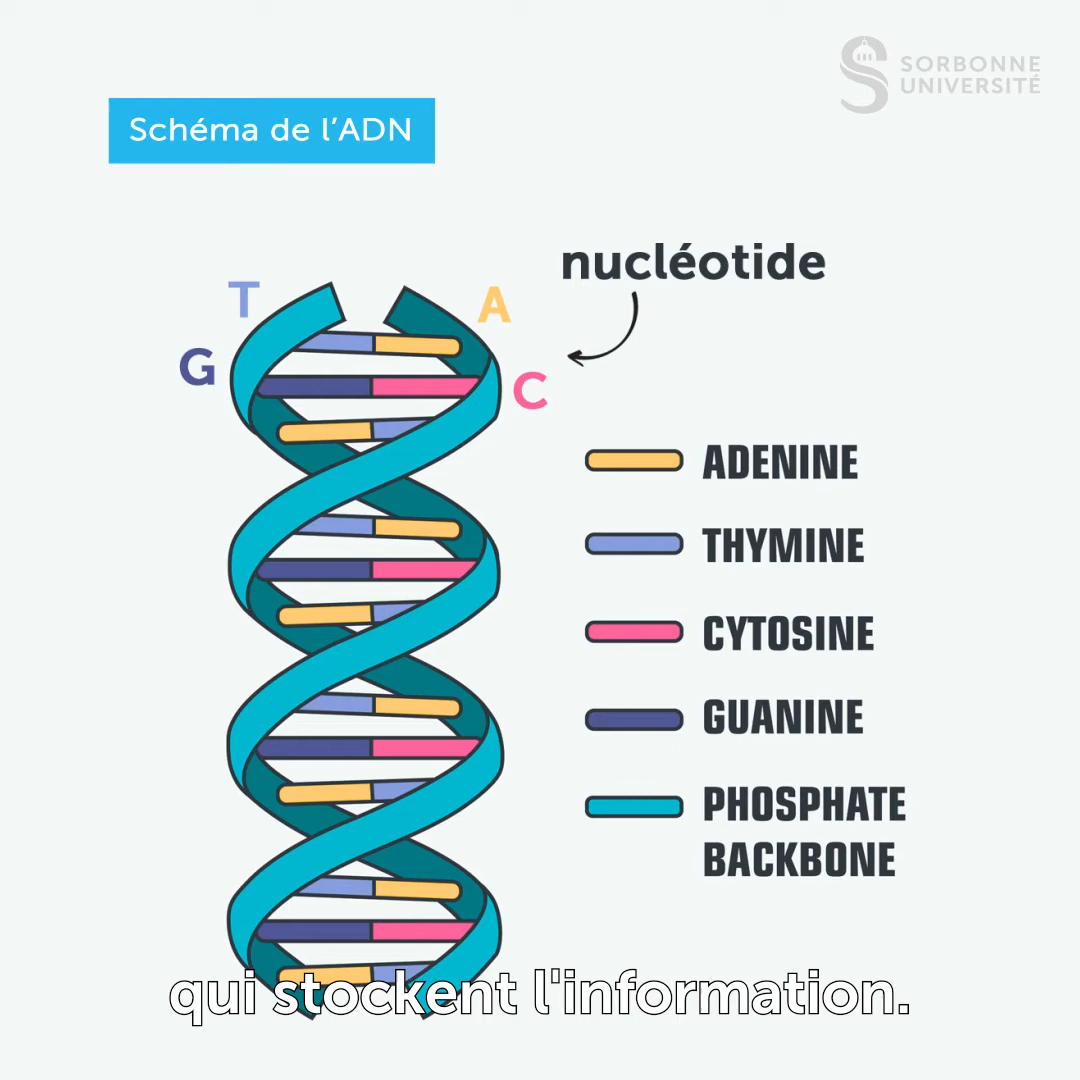 SORBONNE
UNIVERSITÉ
Schéma de l’ADN
nucléotide
T
A
G
C
ADENINE
THYMINE
CYTOSINE
GUANINE
PHOSPHATE
BACKBONE
qui stockent l'information.